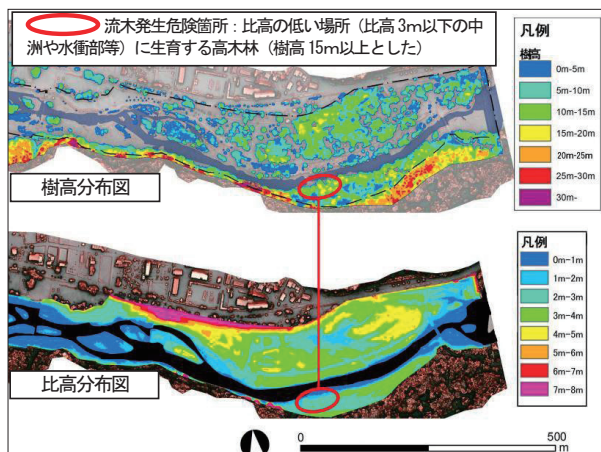 流木発生危険箇所：比高の低い場所（比高 3m以下の中
洲や水衝部等）に生育する高木林（樹高 15m以上とした）
凡例
樹高
0m-5m
5m-10m
10m-15m
15m-20m
20m-25m
25m-30m
30m-
樹高分布図
凡例
0m-1m
1m-2m
2m-3m
3m-4m
4m-5m
5m-6m
6m-7m
7m-8m
比高分布図
0
500
m